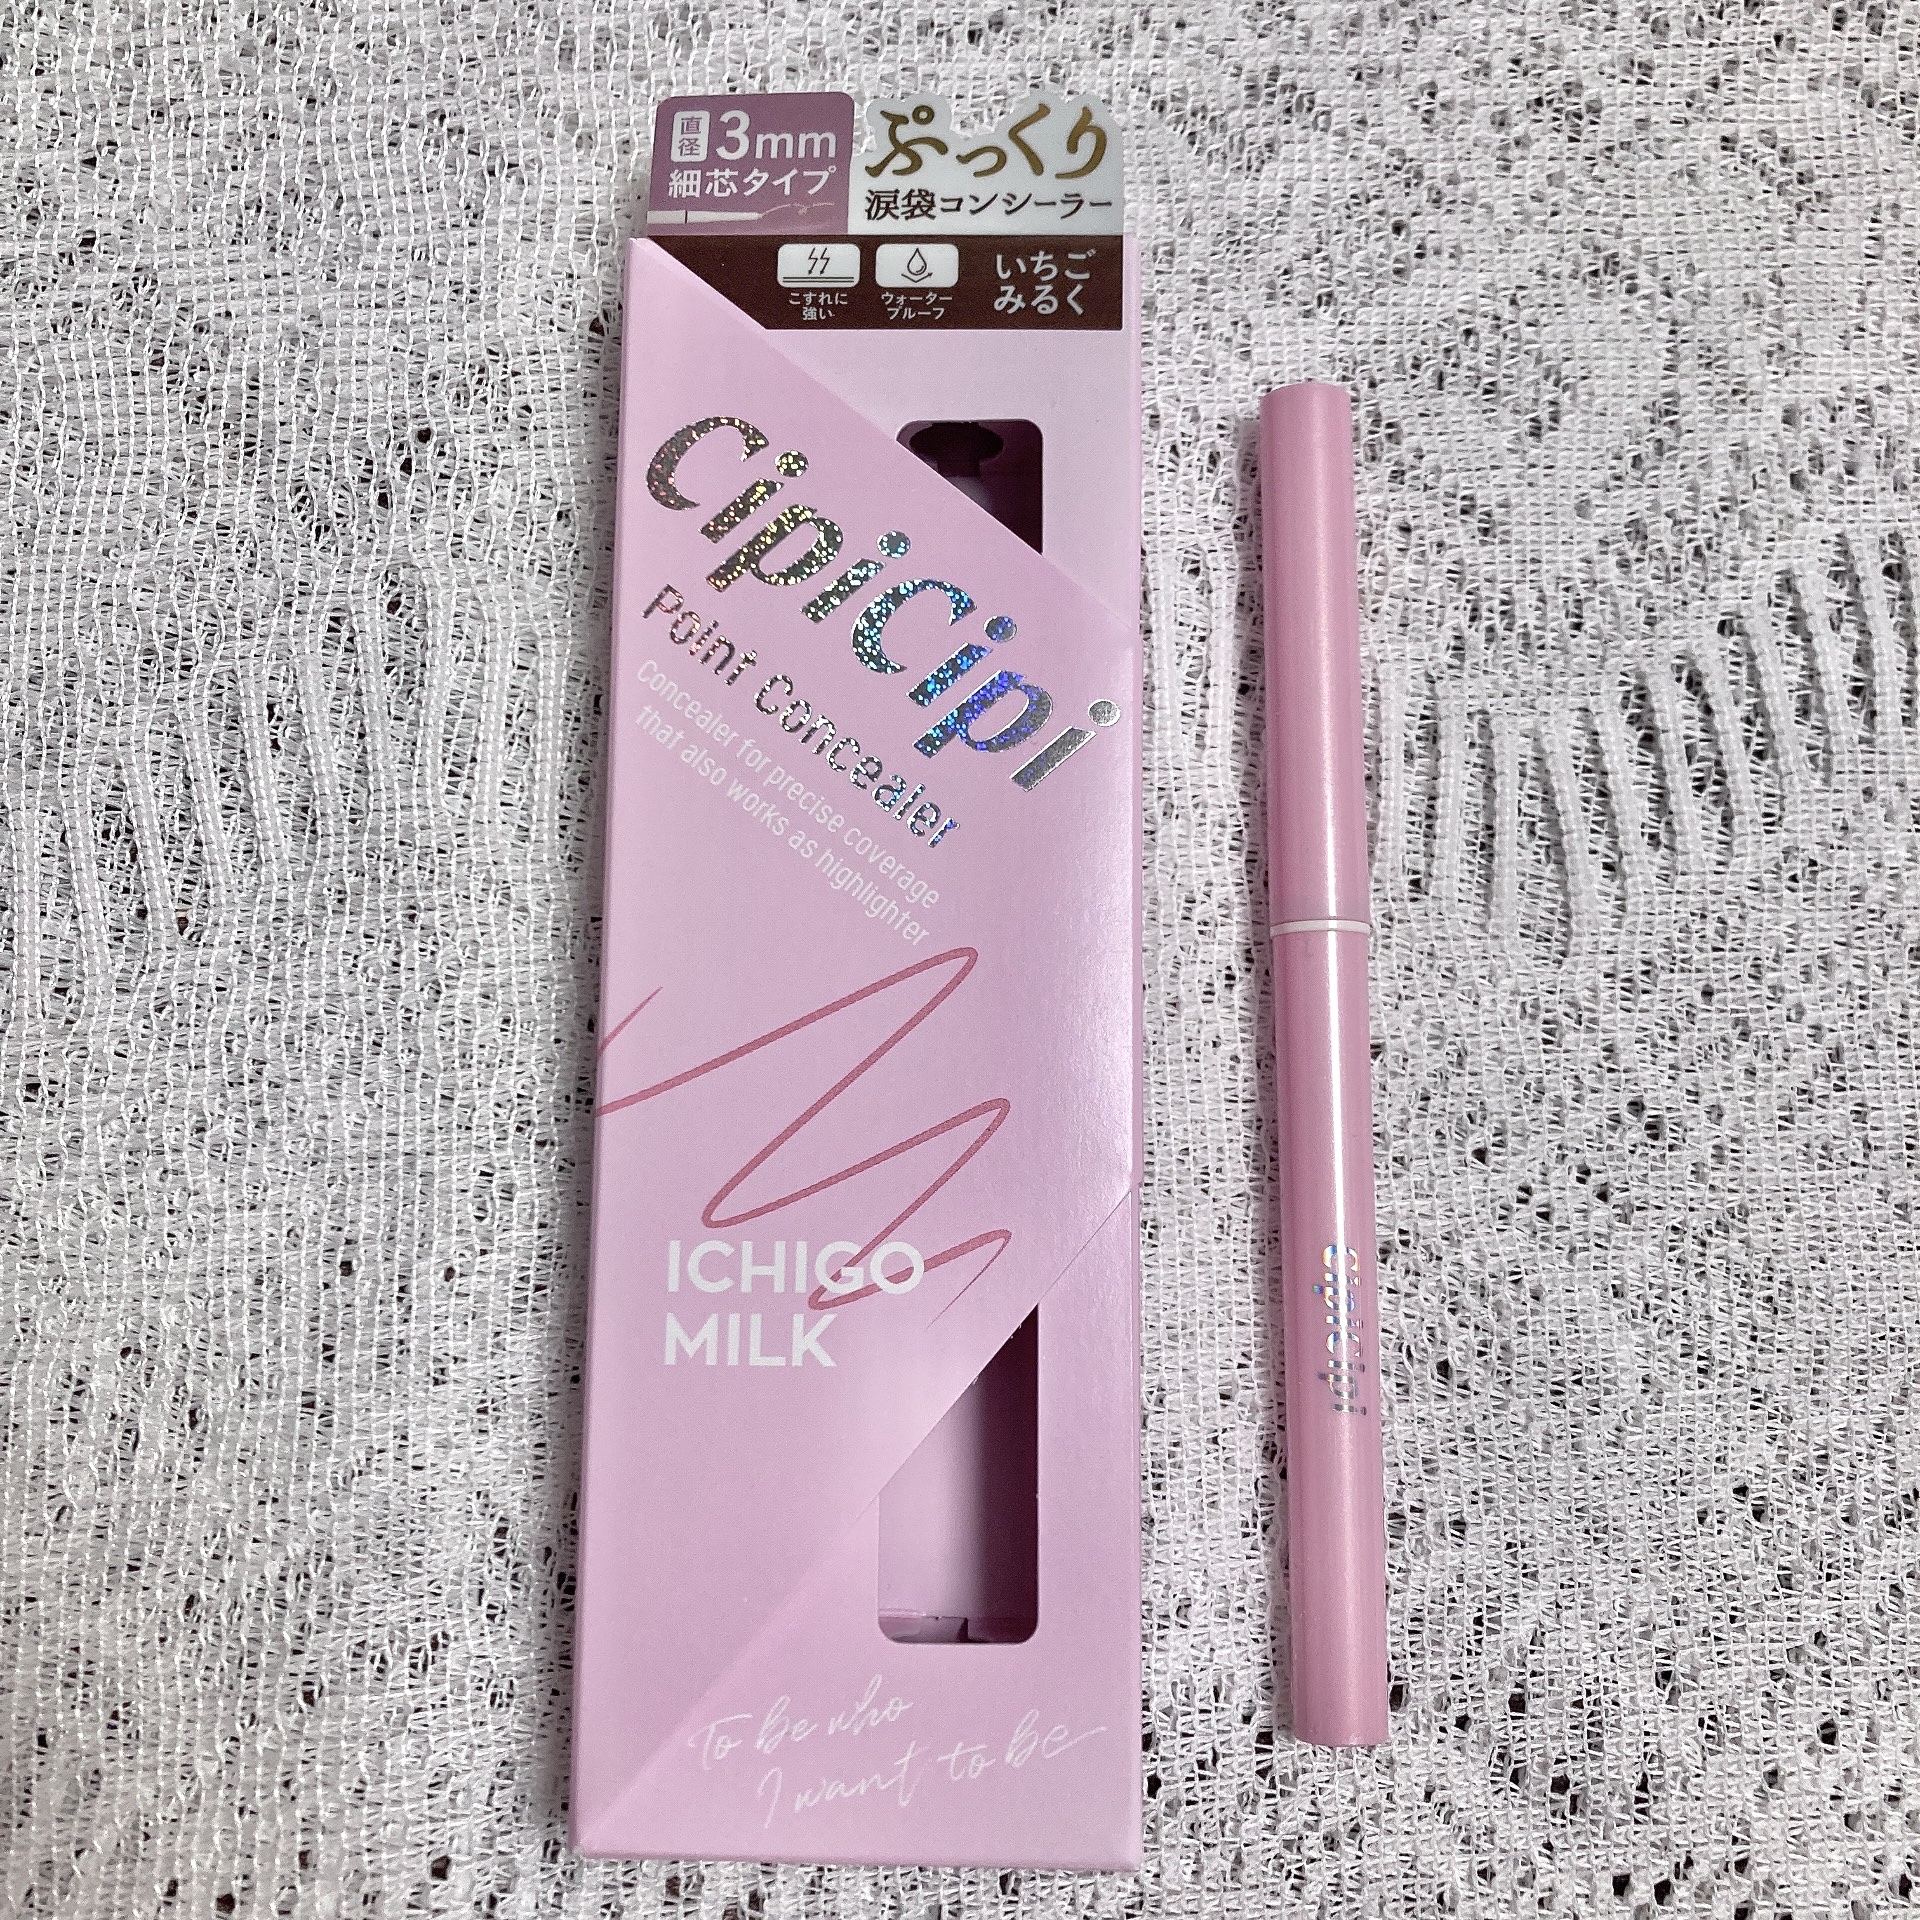 直径 3mm
細芯タイプ
ぷっくり
涙袋コンシーラー
こすれに
強い
ウォーター
プルーフ
いちご
みるく
cipicipi
Point Concealer
Concealer for precise coverage
that also works as highlighter
ICHIGO
MILK
To be who
I want to be
cipicipi